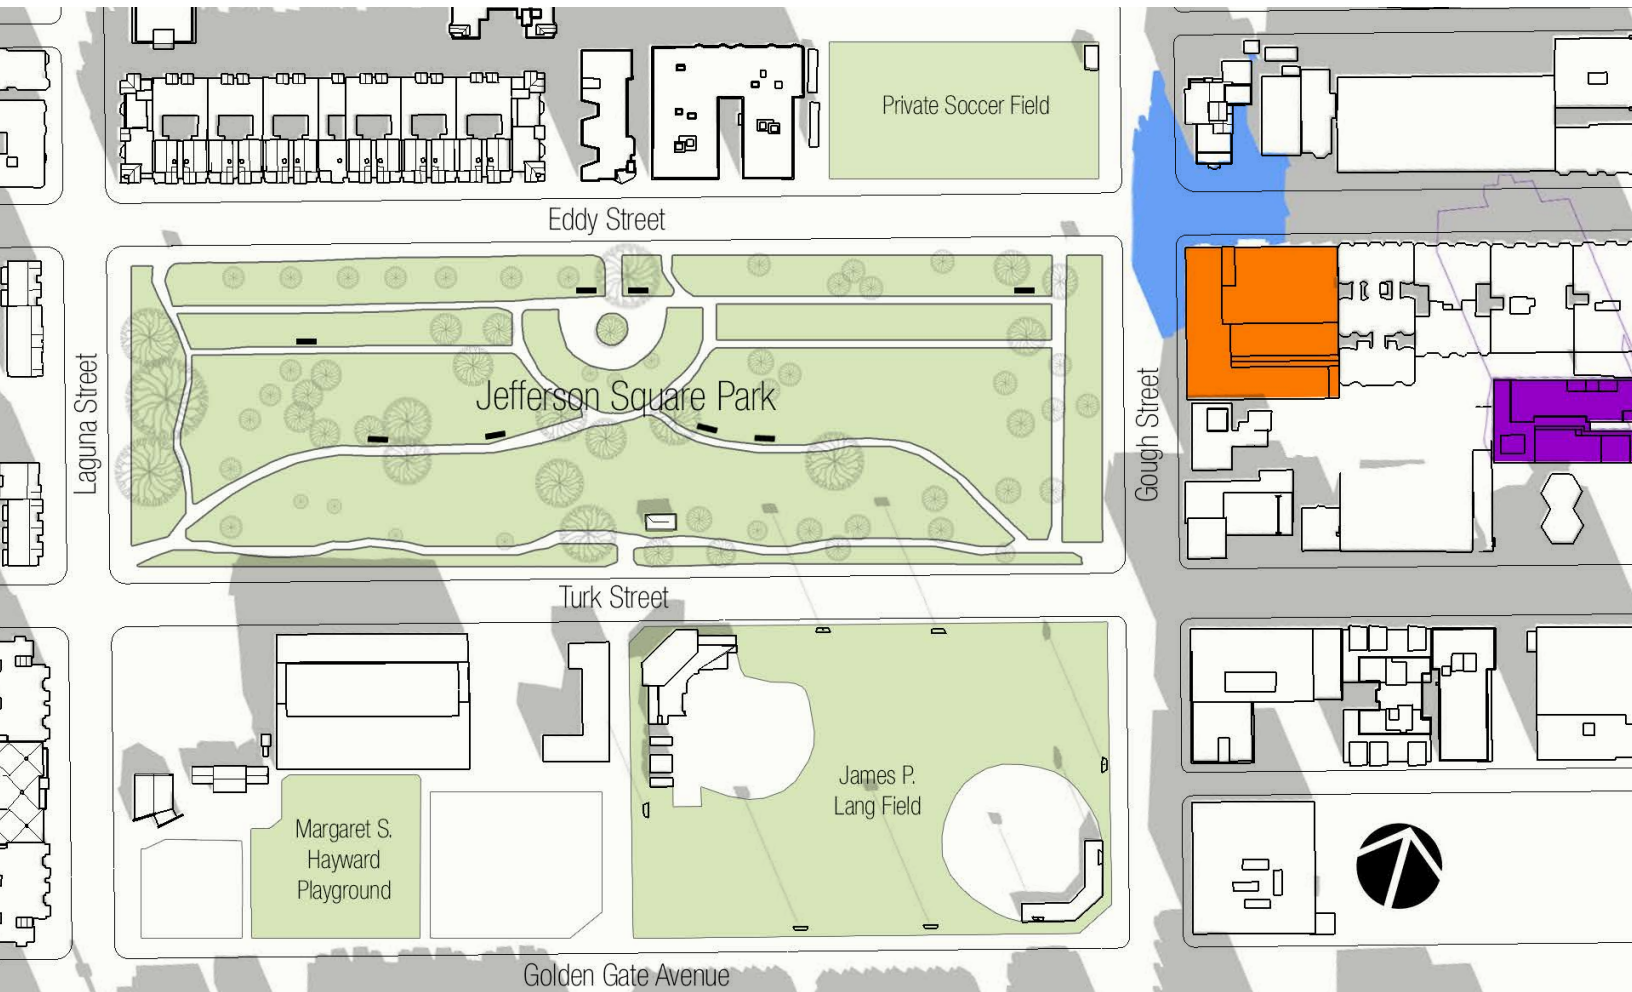 Private Soccer Field
Eddy Street
Laguna Street
Jefferson Square Park
Gough Street
Turk Street
James P.
Lang Field
Margaret S.
Hayward
Playground
Golden Gate Avenue